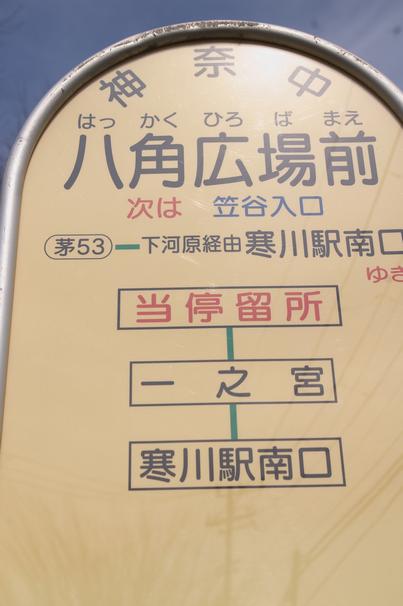 神奈中
はっ かく ひろ ば まえ
八角広場前
次は 笠谷入口
茅53 下河原経由 寒川駅南口
ゆき
当停留所
一之宮
寒川駅南口